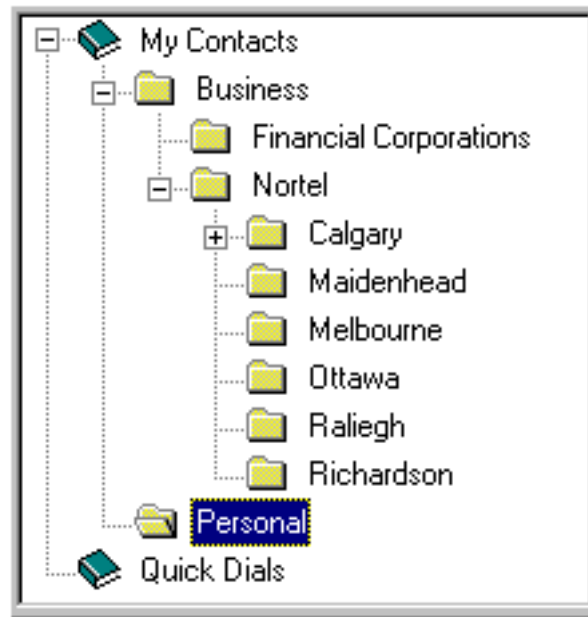 My Contacts
Business
Financial Corporations
Nortel
Calgary
Maidenhead
Melbourne
Ottawa
Raliegh
Richardson
Personal
Quick Dials